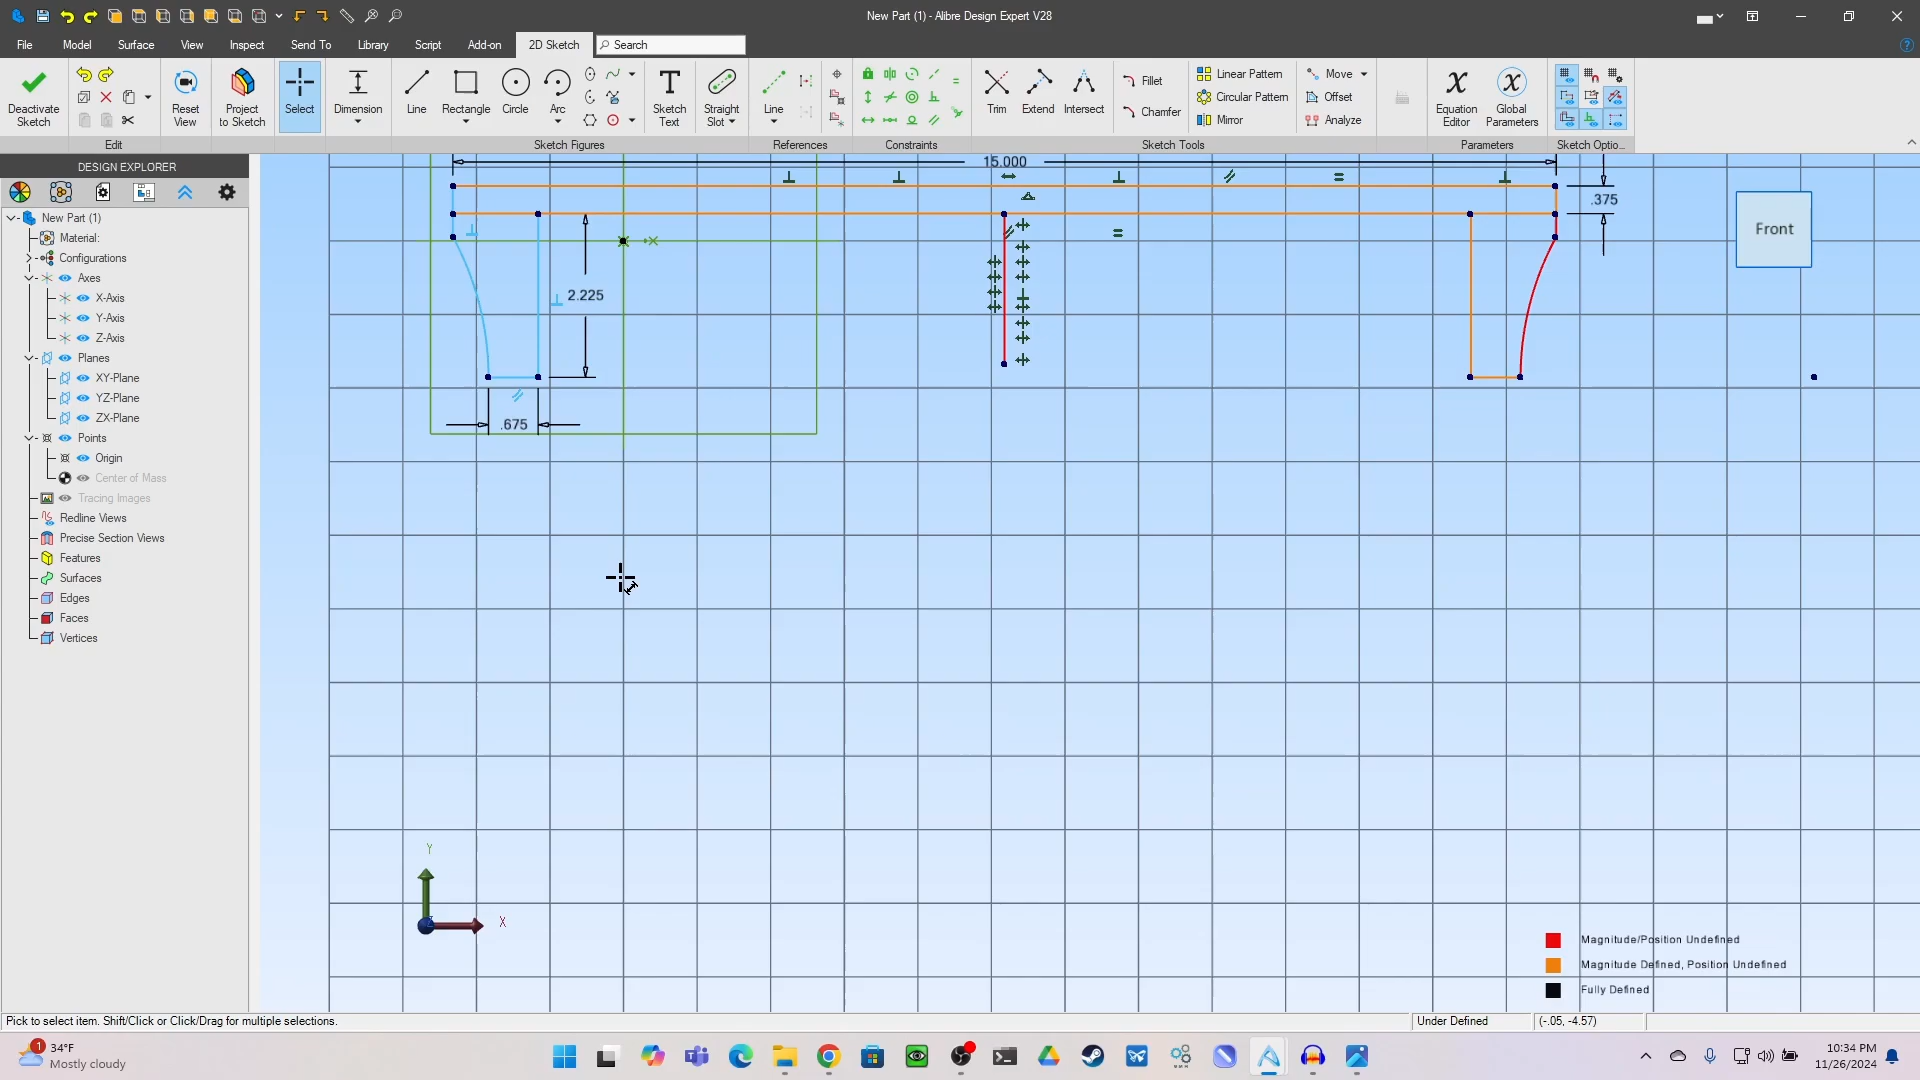 New Part (1) - Alibre Design Expert V28
File Model Surface View Inspect Send To Library Script Add-on 2D Sketch Search
Deactivate Sketch
Reset View
Project to Sketch
Select
Dimension
Line
Rectangle
Circle
Arc
Sketch Text
Straight Slot
Line
Trim
Extend
Intersect
Fillet
Chamfer
Linear Pattern
Circular Pattern
Mirror
Move
Offset
Analyze
Equation Editor
Global Parameters
Edit
Sketch Figures
References
Constraints
Sketch Tools
Parameters
Sketch Optio...
DESIGN EXPLORER
New Part (1)
Material:
Configurations
Axes
X-Axis
Y-Axis
Z-Axis
Planes
XY-Plane
YZ-Plane
ZX-Plane
Points
Origin
Center of Mass
Tracing Images
Redline Views
Precise Section Views
Features
Surfaces
Edges
Faces
Vertices
15.000
.375
2.225
.675
Front
Y
Z
X
Magnitude/Position Undefined
Magnitude Defined, Position Undefined
Fully Defined
Pick to select item. Shift/Click or Click/Drag for multiple selections.
Under Defined
(-.05, -4.57)
1
34°F
Mostly cloudy
10:34 PM
11/26/2024